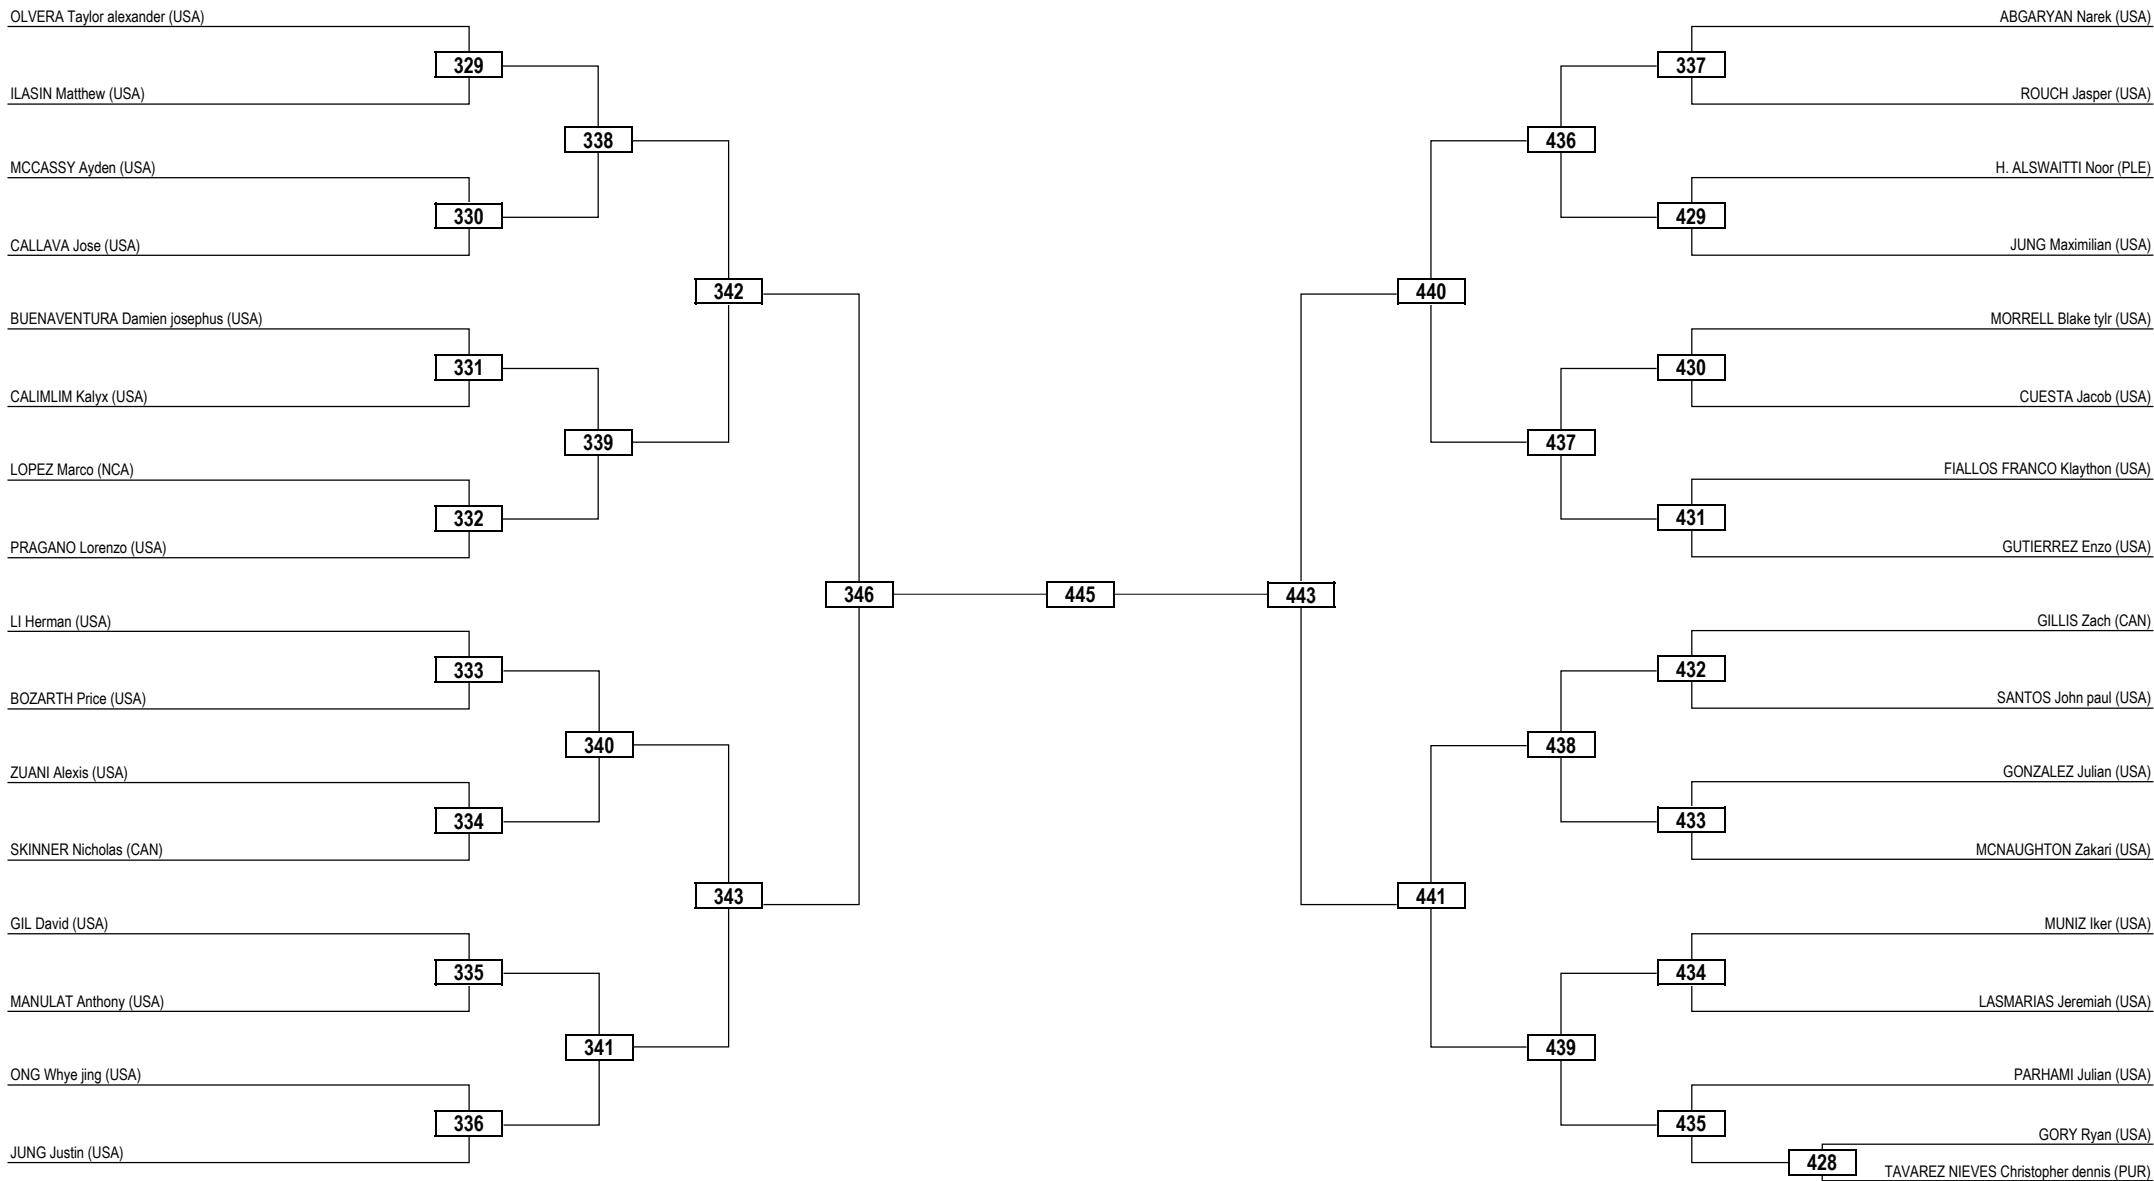 OLVERA Taylor alexander (USA)
ABGARYAN Narek (USA)
329
337
ILASIN Matthew (USA)
ROUCH Jasper (USA)
338
436
MCCASSY Ayden (USA)
H. ALSWAITTI Noor (PLE)
330
429
CALLAVA Jose (USA)
JUNG Maximilian (USA)
342
440
BUENAVENTURA Damien josephus (USA)
MORRELL Blake tylr (USA)
331
430
CALIMLIM Kalyx (USA)
CUESTA Jacob (USA)
339
437
LOPEZ Marco (NCA)
FIALLOS FRANCO Klaython (USA)
332
431
PRAGANO Lorenzo (USA)
GUTIERREZ Enzo (USA)
346
445
443
LI Herman (USA)
GILLIS Zach (CAN)
333
432
BOZARTH Price (USA)
SANTOS John paul (USA)
340
438
ZUANI Alexis (USA)
GONZALEZ Julian (USA)
334
433
SKINNER Nicholas (CAN)
MCNAUGHTON Zakari (USA)
343
441
GIL David (USA)
MUNIZ Iker (USA)
335
434
MANULAT Anthony (USA)
LASMARIAS Jeremiah (USA)
341
439
ONG Whye jing (USA)
PARHAMI Julian (USA)
336
435
GORY Ryan (USA)
JUNG Justin (USA)
428
TAVAREZ NIEVES Christopher dennis (PUR)